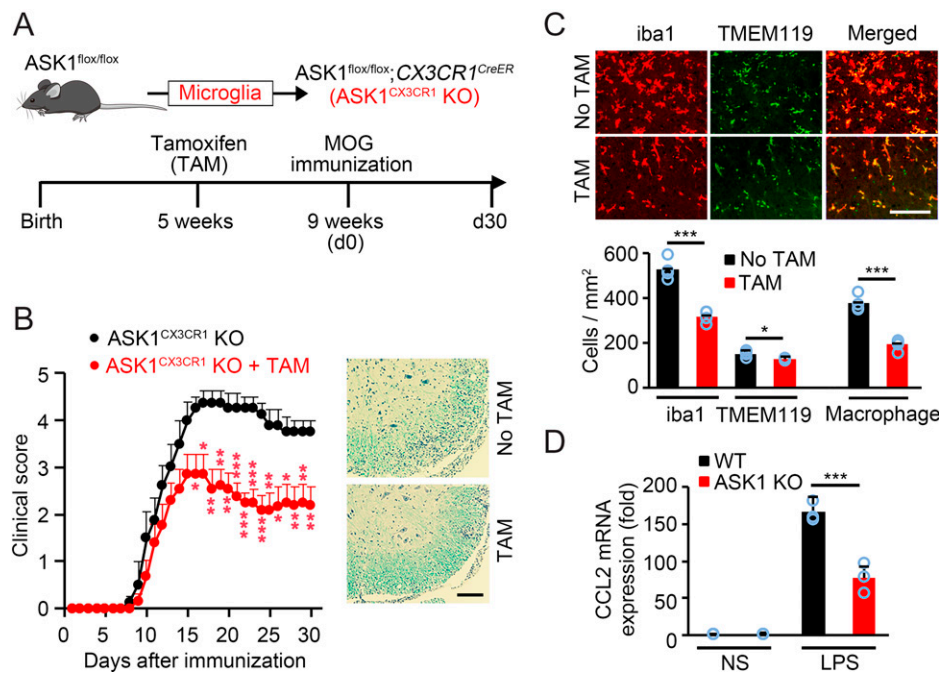 A
ASK1flox/flox
Microglia
ASK1flox/flox;CX3CR1CreER
(ASK1CX3CR1 KO)
Tamoxifen
(TAM)
MOG
immunization
Birth
5 weeks
9 weeks
(d0)
d30
B
ASK1CX3CR1 KO
ASK1CX3CR1 KO + TAM
Clinical score
5
4
3
2
1
0
0 5 10 15 20 25 30
Days after immunization
No TAM
TAM
C
iba1 TMEM119 Merged
No TAM
TAM
Cells / mm2
600
400
200
0
No TAM
TAM
***
*
***
iba1 TMEM119 Macrophage
D
WT
ASK1 KO
CCL2 mRNA
expression (fold)
200
150
100
50
0
***
NS LPS